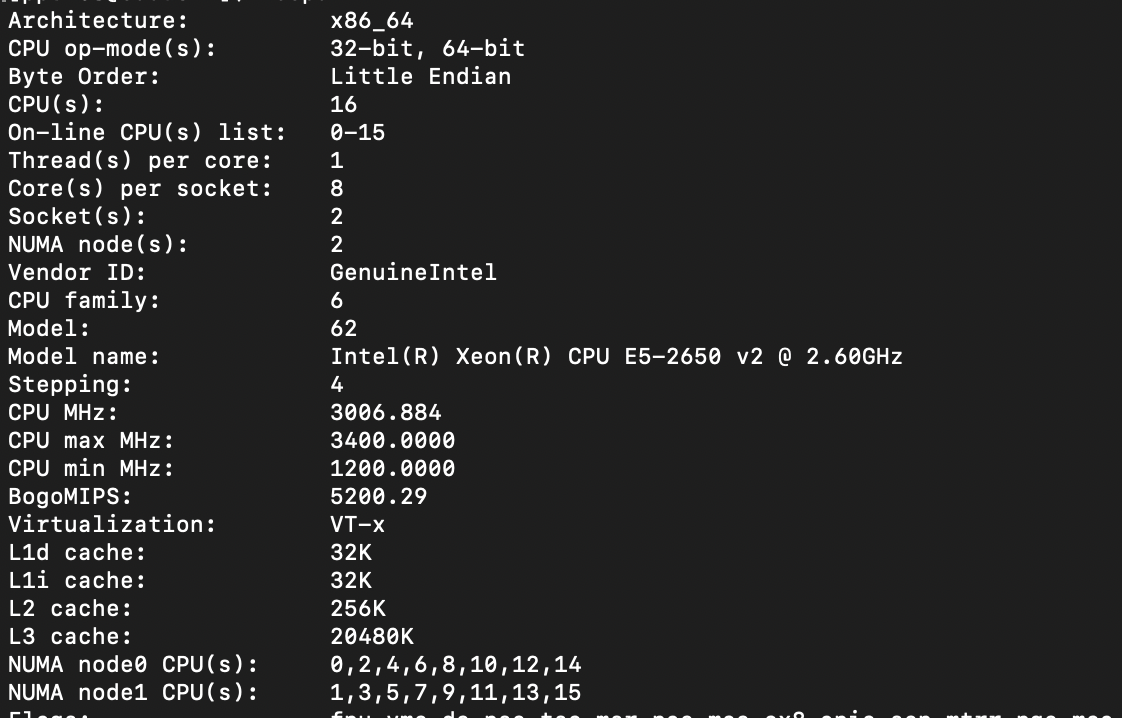 Architecture: x86_64
CPU op-mode(s): 32-bit, 64-bit
Byte Order: Little Endian
CPU(s): 16
On-line CPU(s) list: 0-15
Thread(s) per core: 1
Core(s) per socket: 8
Socket(s): 2
NUMA node(s): 2
Vendor ID: GenuineIntel
CPU family: 6
Model: 62
Model name: Intel(R) Xeon(R) CPU E5-2650 v2 @ 2.60GHz
Stepping: 4
CPU MHz: 3006.884
CPU max MHz: 3400.0000
CPU min MHz: 1200.0000
BogoMIPS: 5200.29
Virtualization: VT-x
L1d cache: 32K
L1i cache: 32K
L2 cache: 256K
L3 cache: 20480K
NUMA node0 CPU(s): 0,2,4,6,8,10,12,14
NUMA node1 CPU(s): 1,3,5,7,9,11,13,15